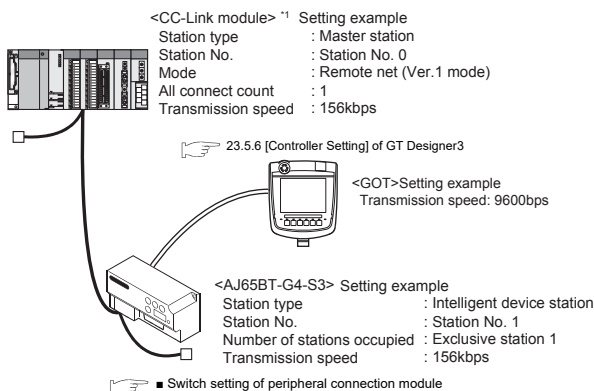 <CC-Link module> *1 Setting example
Station type : Master station
Station No. : Station No. 0
Mode : Remote net (Ver.1 mode)
All connect count : 1
Transmission speed : 156kbps
23.5.6 [Controller Setting] of GT Designer3
<GOT>Setting example
Transmission speed: 9600bps
<AJ65BT-G4-S3> Setting example
Station type : Intelligent device station
Station No. : Station No. 1
Number of stations occupied : Exclusive station 1
Transmission speed : 156kbps
■ Switch setting of peripheral connection module